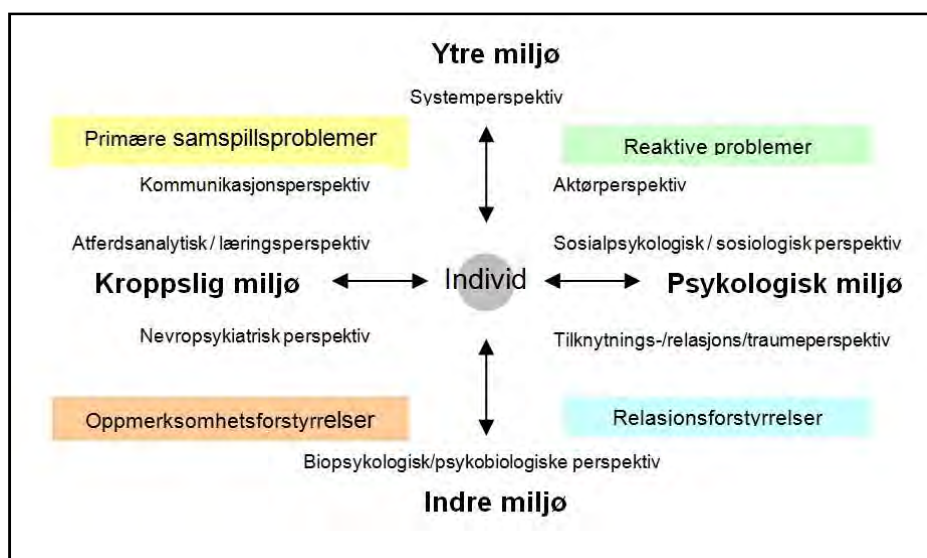 Ytre miljø
Systemperspektiv
Primære samspillsproblemer
Reaktive problemer
Kommunikasjonsperspektiv
Aktørperspektiv
Atferdsanalytisk / læringsperspektiv
Sosialpsykologisk / sosiologisk perspektiv
Kroppslig miljø
Individ
Psykologisk miljø
Nevropsykiatrisk perspektiv
Tilknytnings-/relasjons/traumeperspektiv
Oppmerksomhetsforstyrrelser
Relasionsforstyrrelser
Biopsykologisk/psykobiologiske perspektiv
Indre miljø